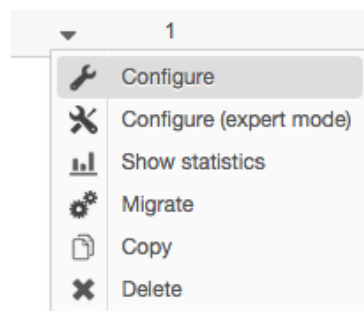 1
Configure
Configure (expert mode)
Show statistics
Migrate
Copy
Delete